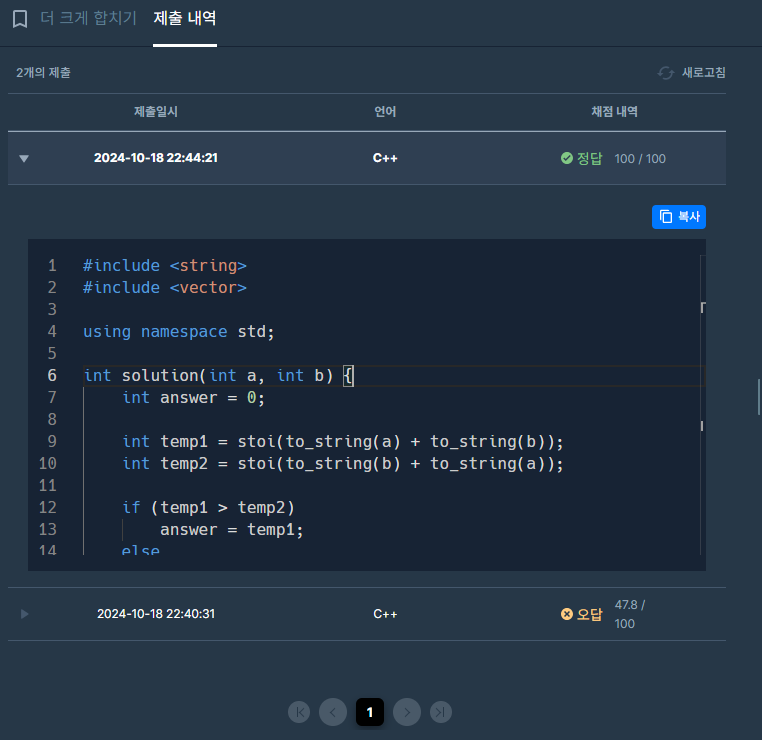 더 크게 합치기 제출 내역
2개의 제출 새로고침
제출일시 언어 채점 내역
2024-10-18 22:44:21 C++ 정답 100 / 100
복사
1 #include <string>
2 #include <vector>
3
4 using namespace std;
5
6 int solution(int a, int b) {
7     int answer = 0;
8
9     int temp1 = stoi(to_string(a) + to_string(b));
10     int temp2 = stoi(to_string(b) + to_string(a));
11
12     if (temp1 > temp2)
13         answer = temp1;
14     else
2024-10-18 22:40:31 C++ 오답 47.8 /
100
1